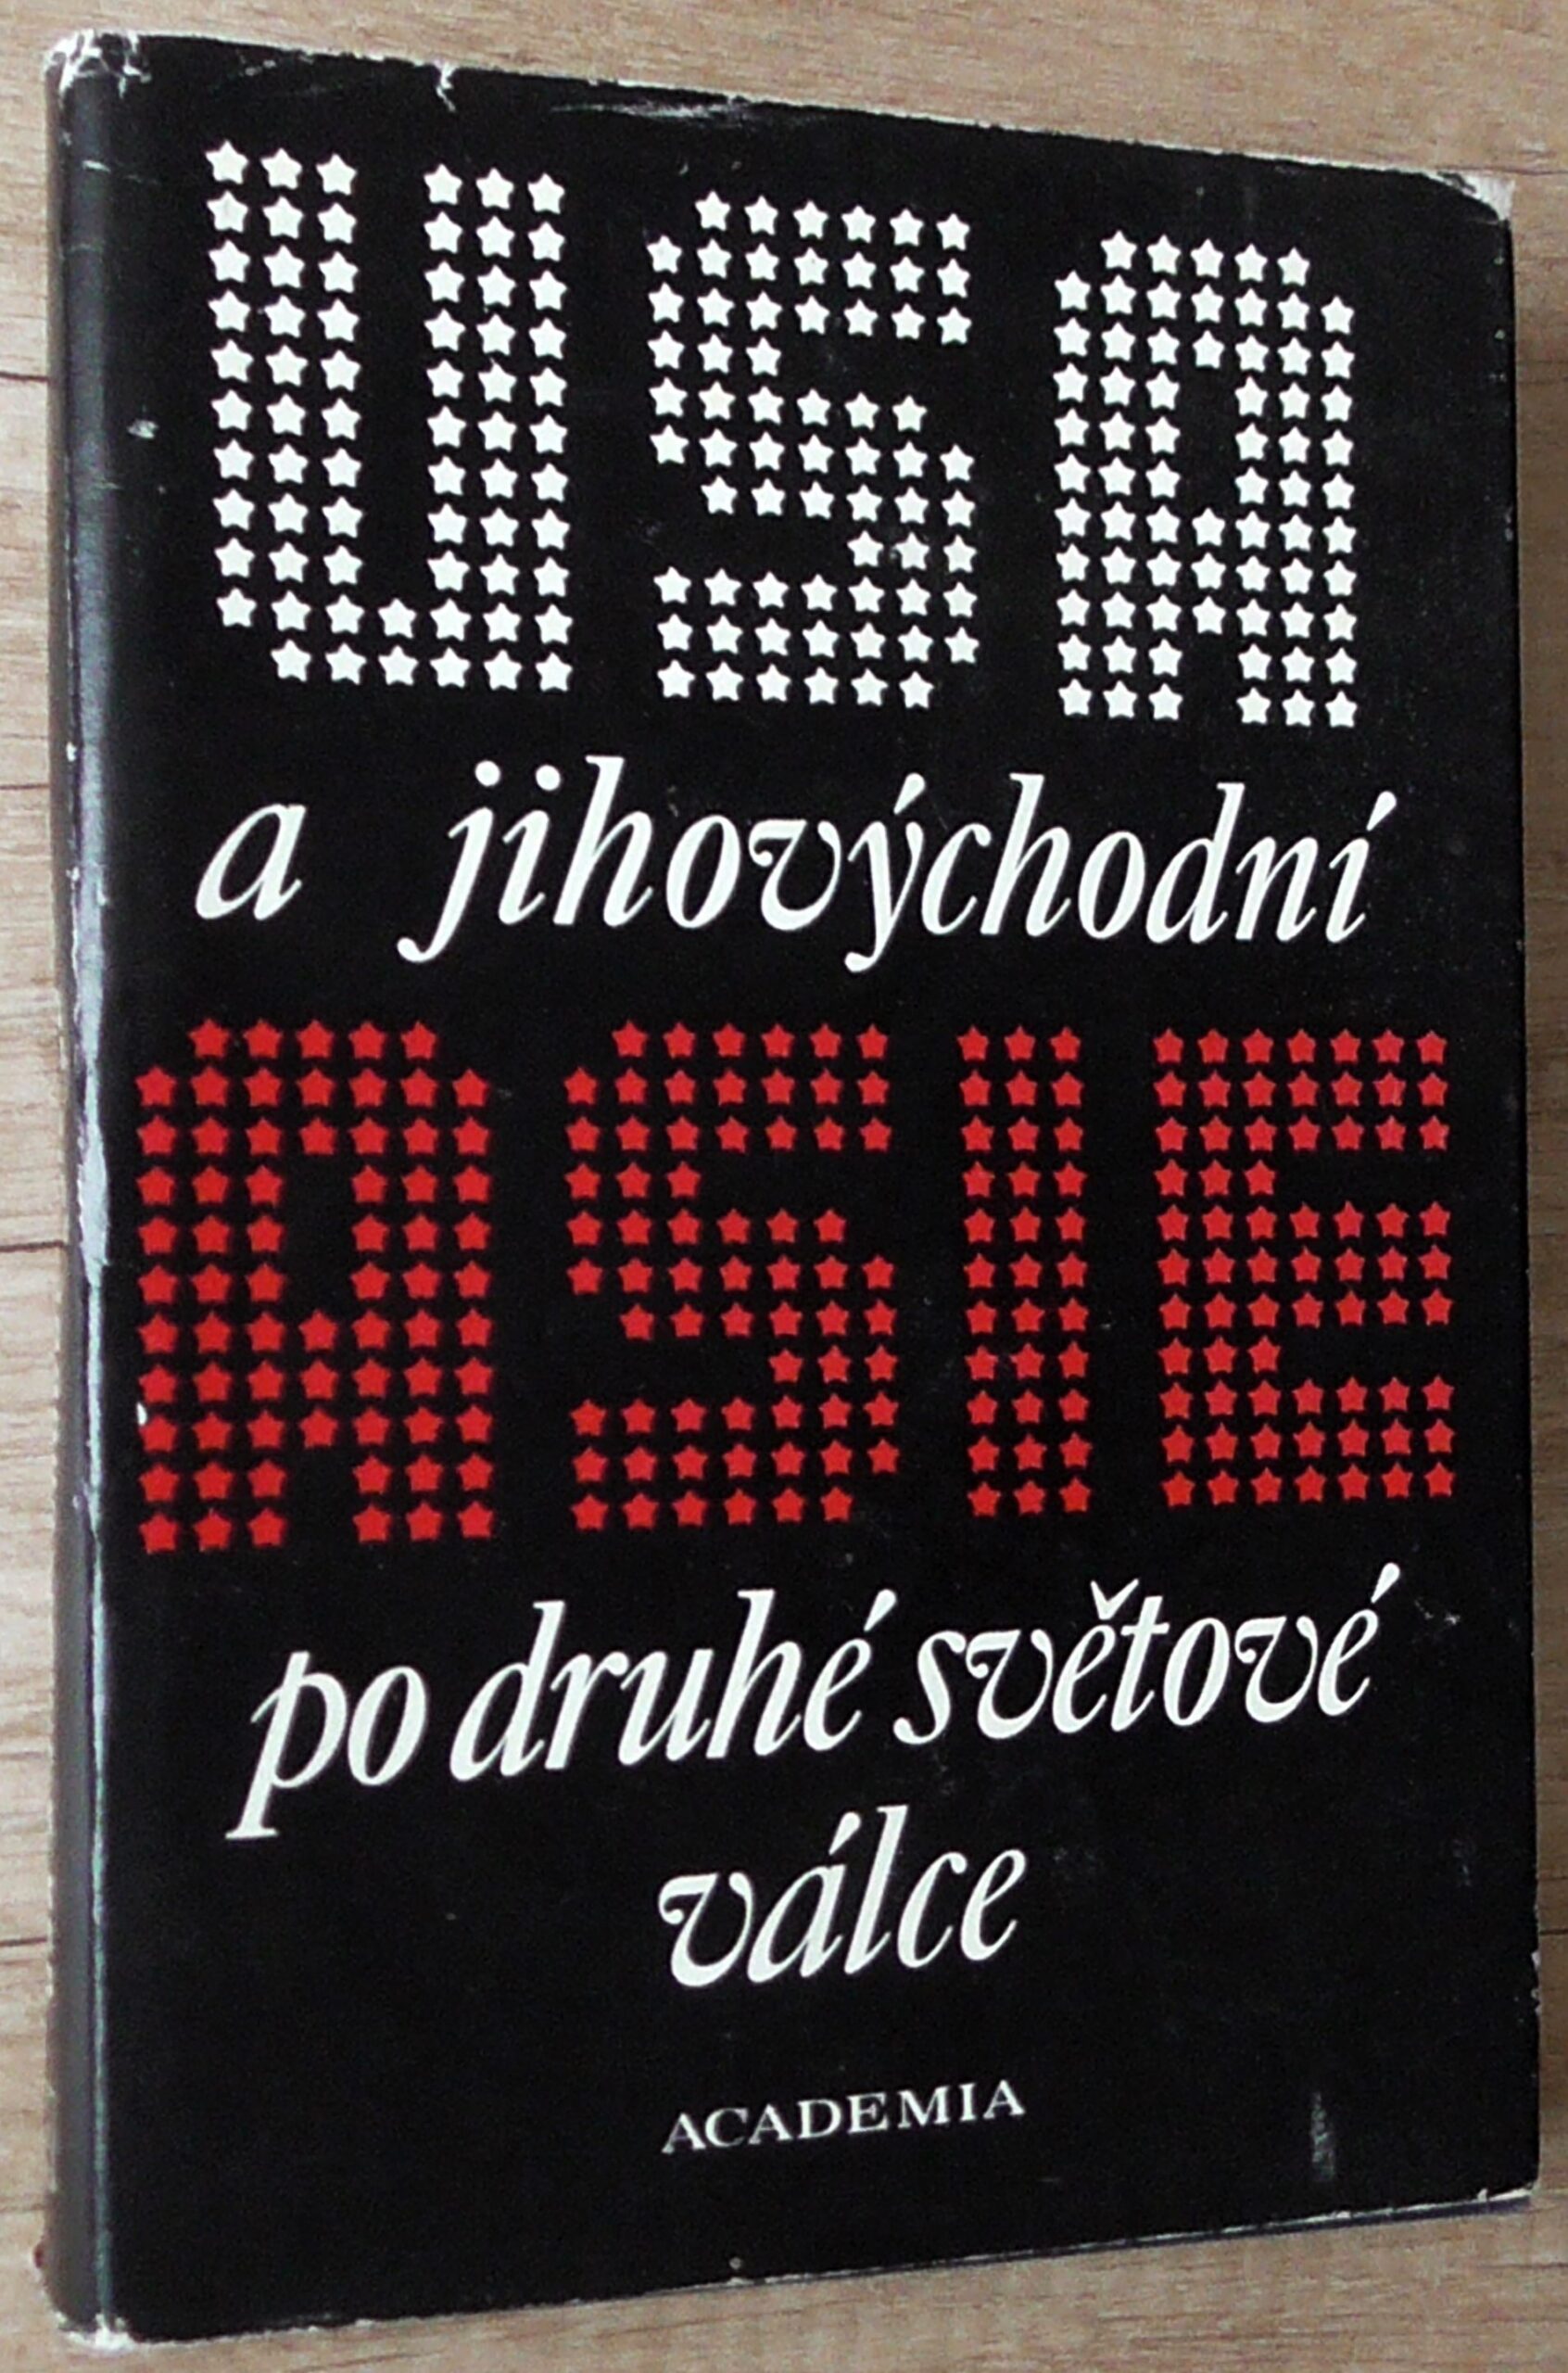 USA
a jihovýchodní
ASIE
po druhé světové
válce
ACADEMIA